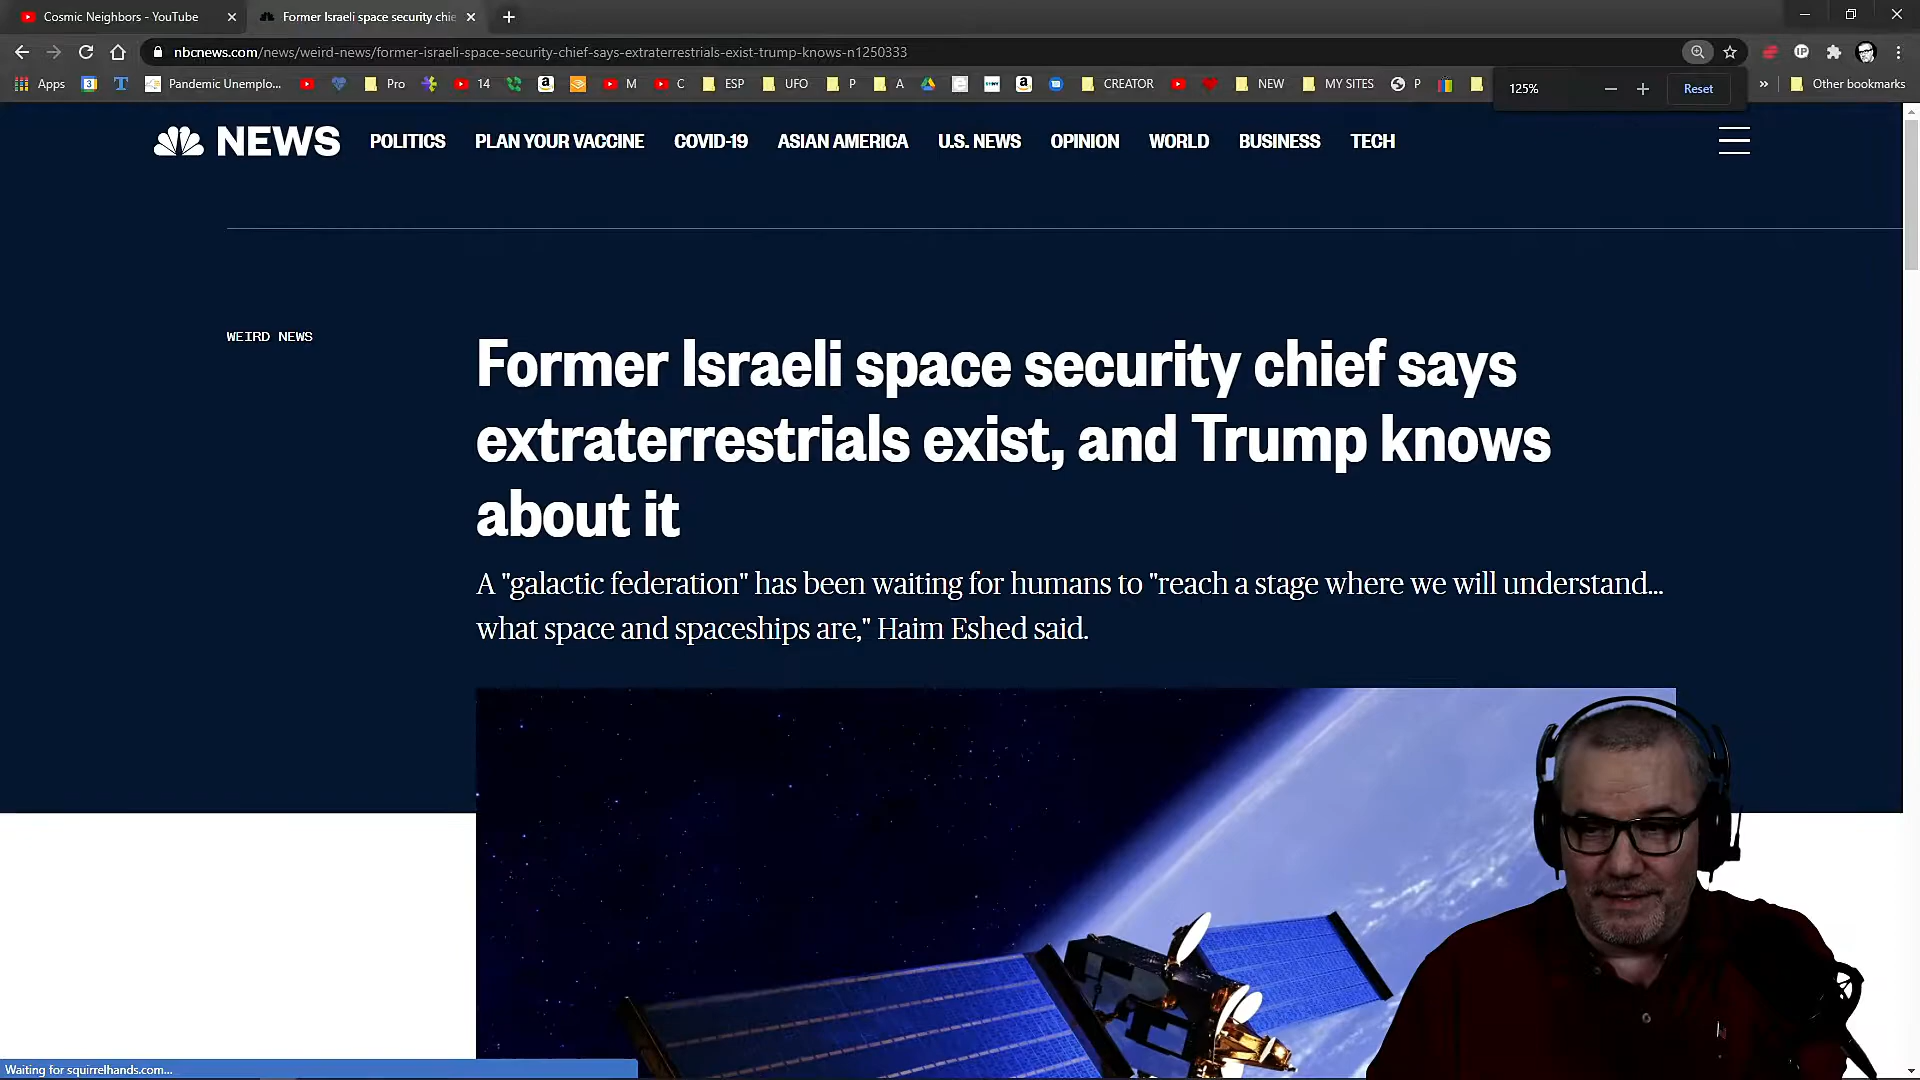 Cosmic Neighbors - YouTube
Former Israeli space security chie
nbcnews.com/news/weird-news/former-israeli-space-security-chief-says-extraterrestrials-exist-trump-knows-n1250333
Apps
3
T
Pandemic Unemplo...
Pro
14
M
C
ESP
UFO
P
A
CREATOR
NEW
MY SITES
P
»
Other bookmarks
125%
Reset
NEWS
POLITICS
PLAN YOUR VACCINE
COVID-19
ASIAN AMERICA
U.S. NEWS
OPINION
WORLD
BUSINESS
TECH
WEIRD NEWS
Former Israeli space security chief says
extraterrestrials exist, and Trump knows
about it
A "galactic federation" has been waiting for humans to "reach a stage where we will understand...
what space and spaceships are," Haim Eshed said.
Waiting for squirrelhands.com...